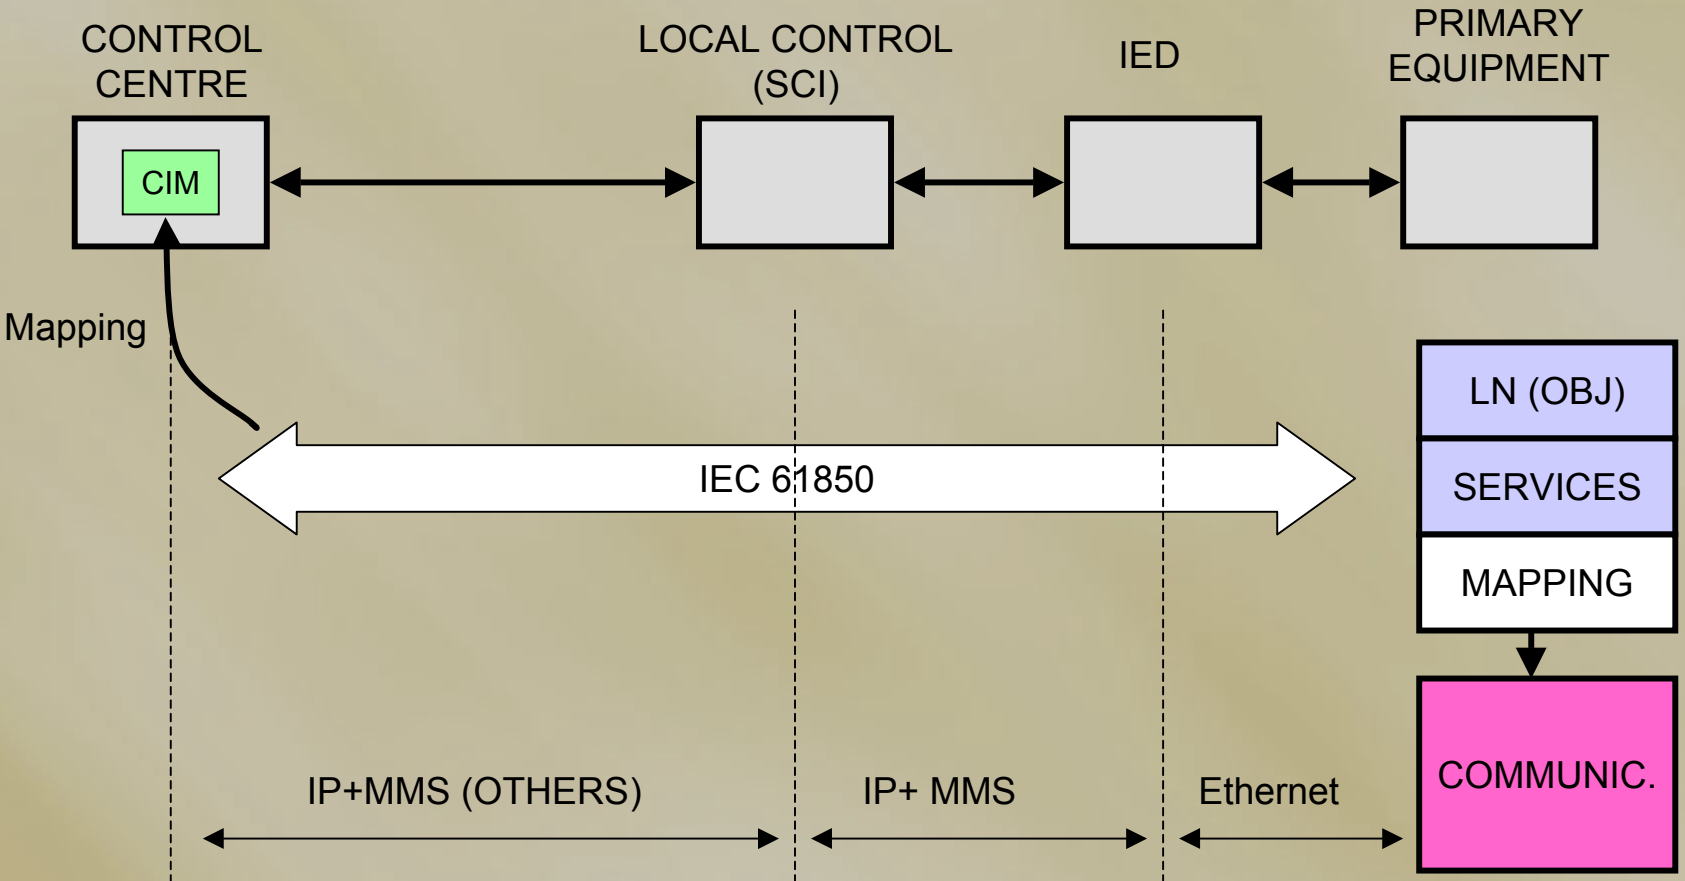 CONTROL
CENTRE
LOCAL CONTROL
(SCI)
IED
PRIMARY
EQUIPMENT
CIM
Mapping
IEC 61850
LN (OBJ)
SERVICES
MAPPING
COMMUNIC.
IP+MMS (OTHERS)
IP+ MMS
Ethernet